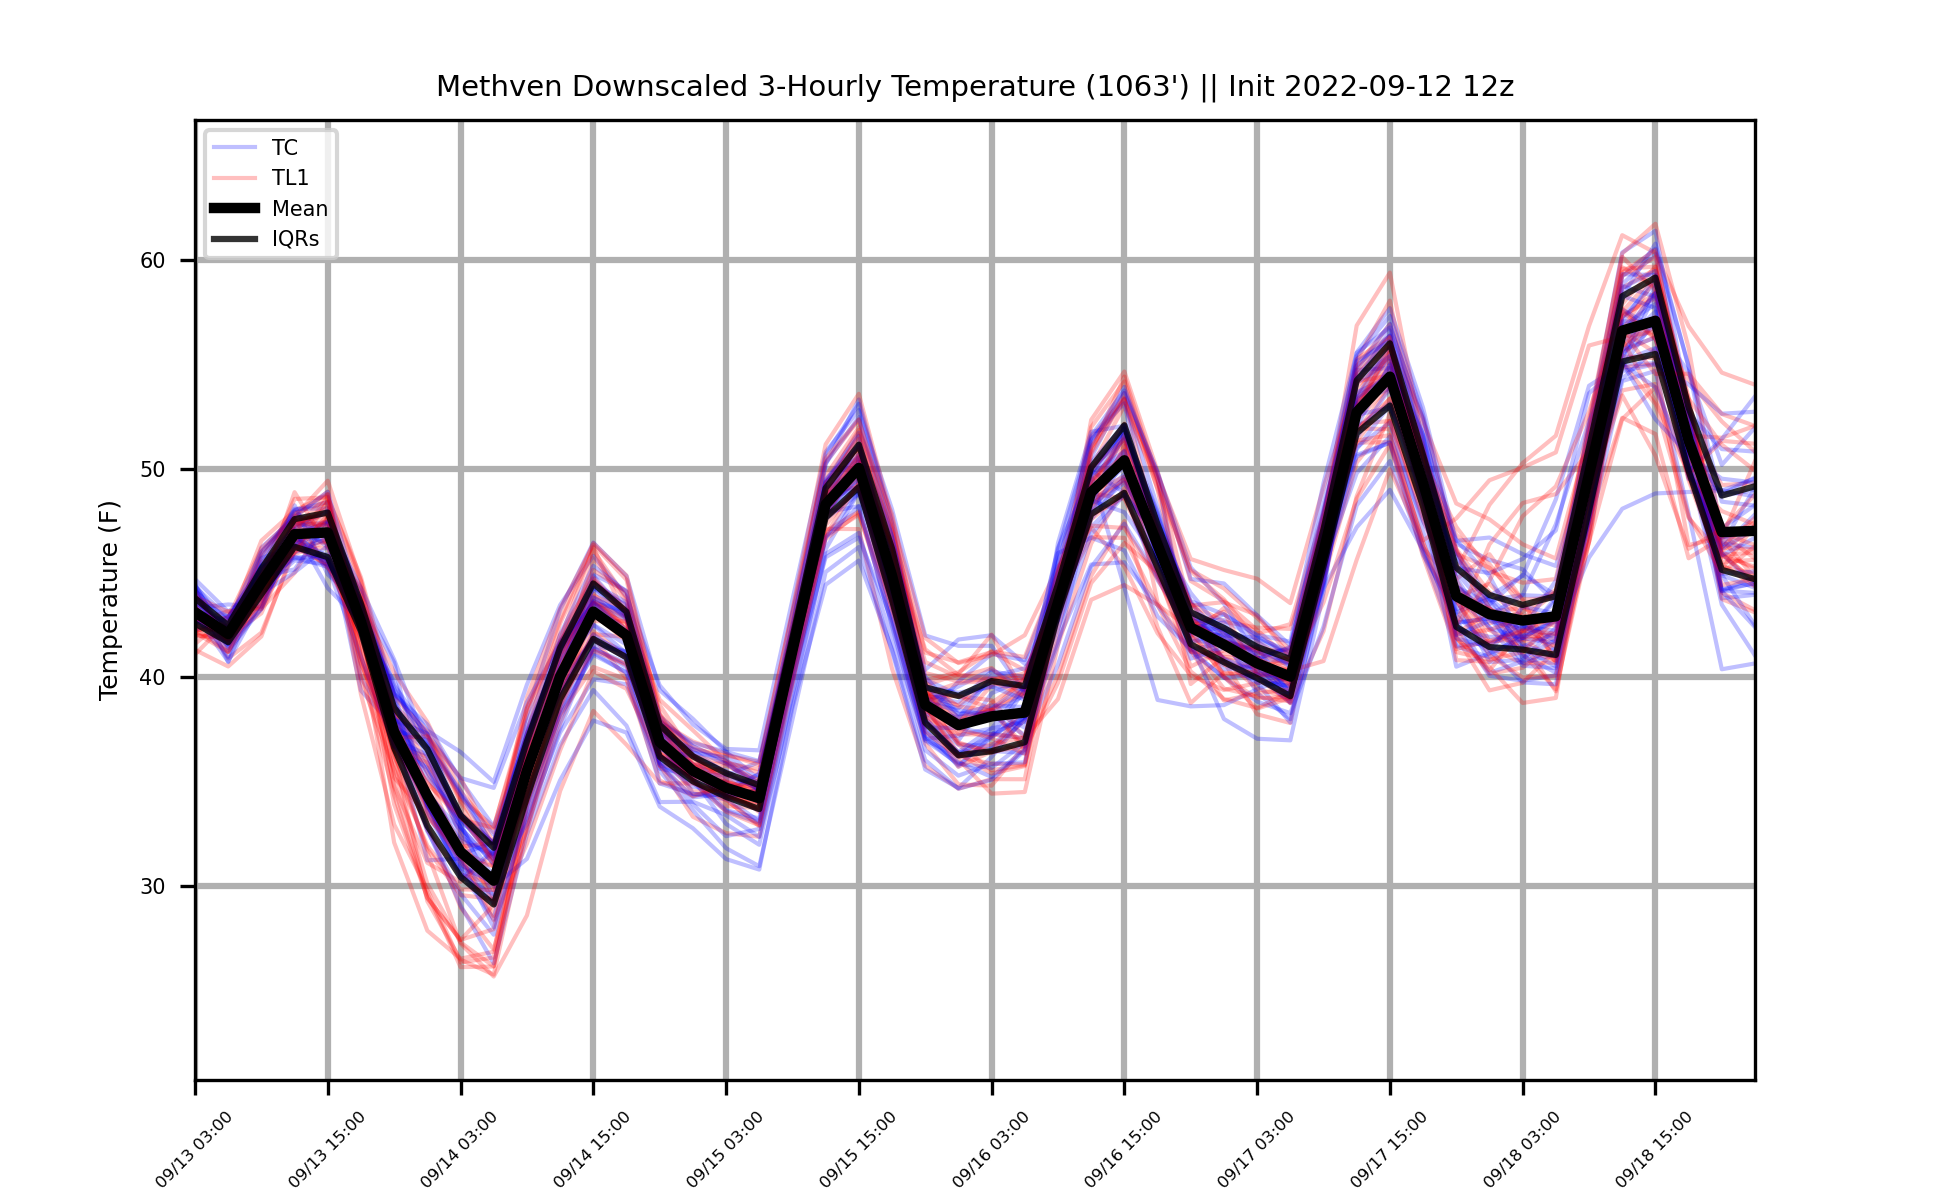 Methven Downscaled 3-Hourly Temperature (1063') || Init 2022-09-12 12z
TC
TL1
Mean
IQRs
Temperature (F)
60
50
40
30
09/13 03:00
09/13 15:00
09/14 03:00
09/14 15:00
09/15 03:00
09/15 15:00
09/16 03:00
09/16 15:00
09/17 03:00
09/17 15:00
09/18 03:00
09/18 15:00